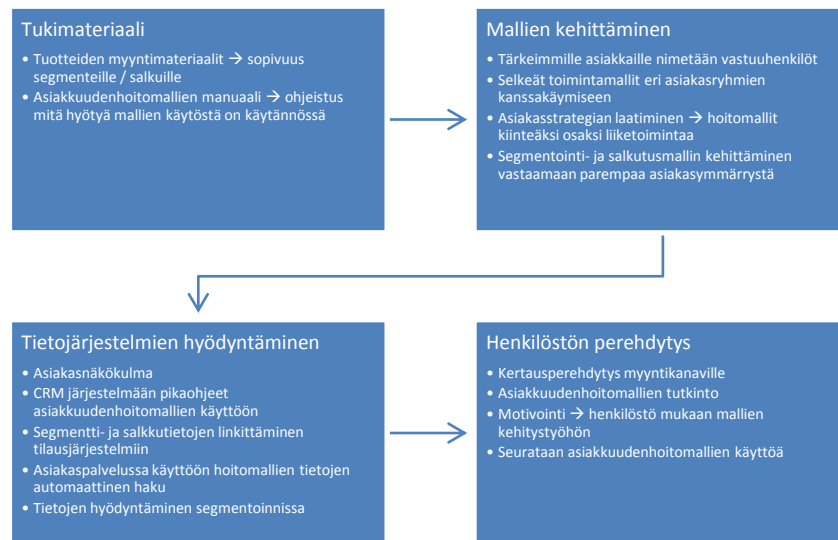 Tukimateriaali
• Tuotteiden myyntimateriaalit → sopivuus
segmenteille / salkuille
• Asiakkuudenhoitomallien manuaali → ohjeistus
mitä hyötyä mallien käytöstä on käytännössä
Mallien kehittäminen
• Tärkeimmille asiakkaille nimetään vastuuhenkilöt
• Selkeät toimintamallit eri asiakasryhmien
kanssakäymiseen
• Asiakasstrategian laatiminen → hoitomallit
kiinteäksi osaksi liiketoimintaa
• Segmentointi- ja salkutusmallin kehittäminen
vastaamaan parempaa asiakasymmärrystä
Tietojärjestelmien hyödyntäminen
• Asiakasnäkökulma
• CRM järjestelmään pikaohjeet
asiakkuudenhoitomallien käyttöön
• Segmentti- ja salkkutietojen linkittäminen
tilausjärjestelmiin
• Asiakaspalvelussa käyttöön hoitomallien tietojen
automaattinen haku
• Tietojen hyödyntäminen segmentoinnissa
Henkilöstön perehdytys
• Kertausperehdytys myyntikanaville
• Asiakkuudenhoitomallien tutkinto
• Motivointi → henkilöstö mukaan mallien
kehitystyöhön
• Seurataan asiakkuudenhoitomallien käyttöä